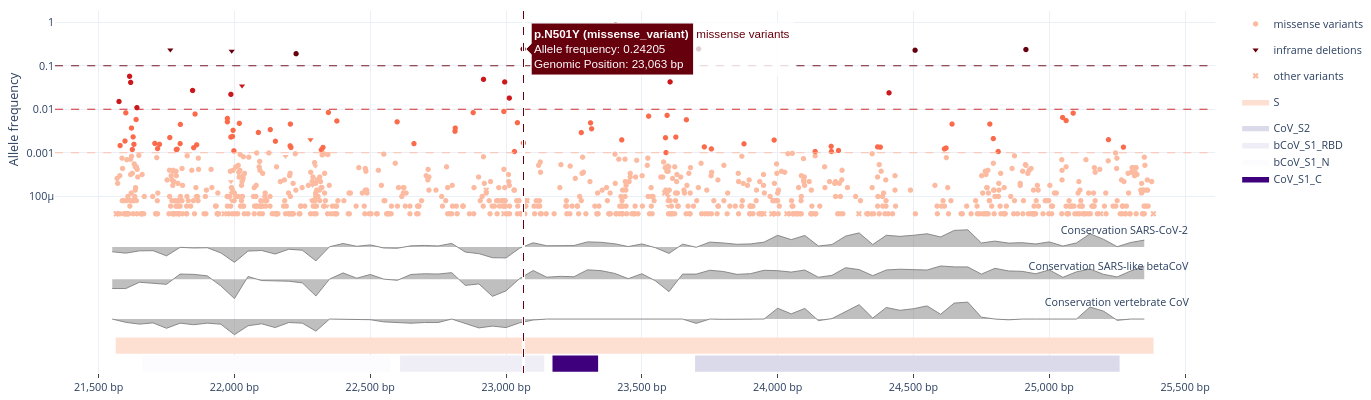 1
0.1
0.01
0.001
100μ
Allele frequency
p.N501Y (missense_variant)
Allele frequency: 0.24205
Genomic Position: 23,063 bp
missense variants
missense variants
inframe deletions
other variants
S
CoV_S2
bCoV_S1_RBD
bCoV_S1_N
CoV_S1_C
Conservation SARS-CoV-2
Conservation SARS-like betaCoV
Conservation vertebrate CoV
21,500 bp
22,000 bp
22,500 bp
23,000 bp
23,500 bp
24,000 bp
24,500 bp
25,000 bp
25,500 bp